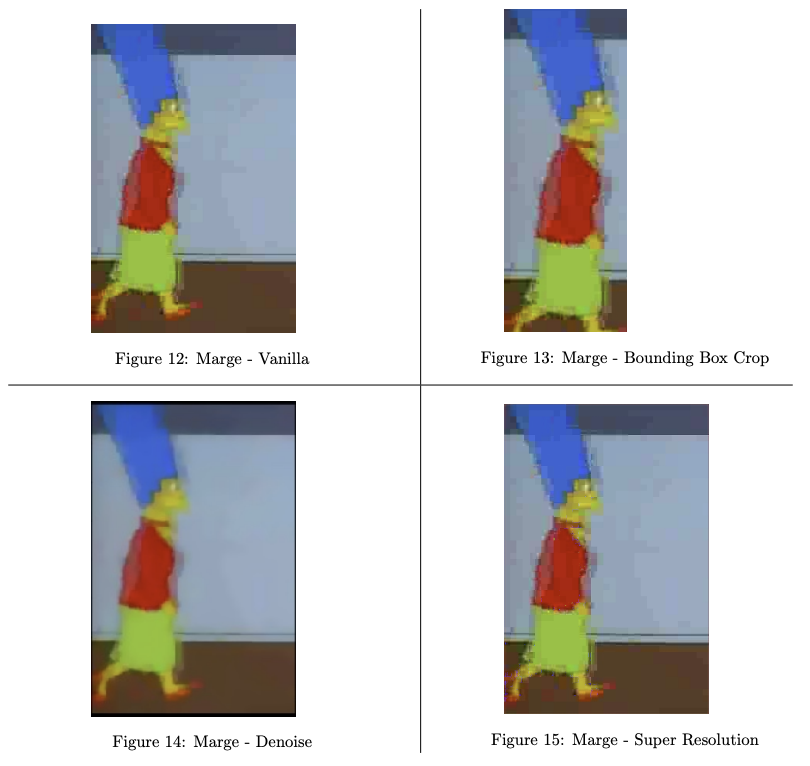 Figure 12: Marge - Vanilla
Figure 13: Marge - Bounding Box Crop
Figure 14: Marge - Denoise
Figure 15: Marge - Super Resolution